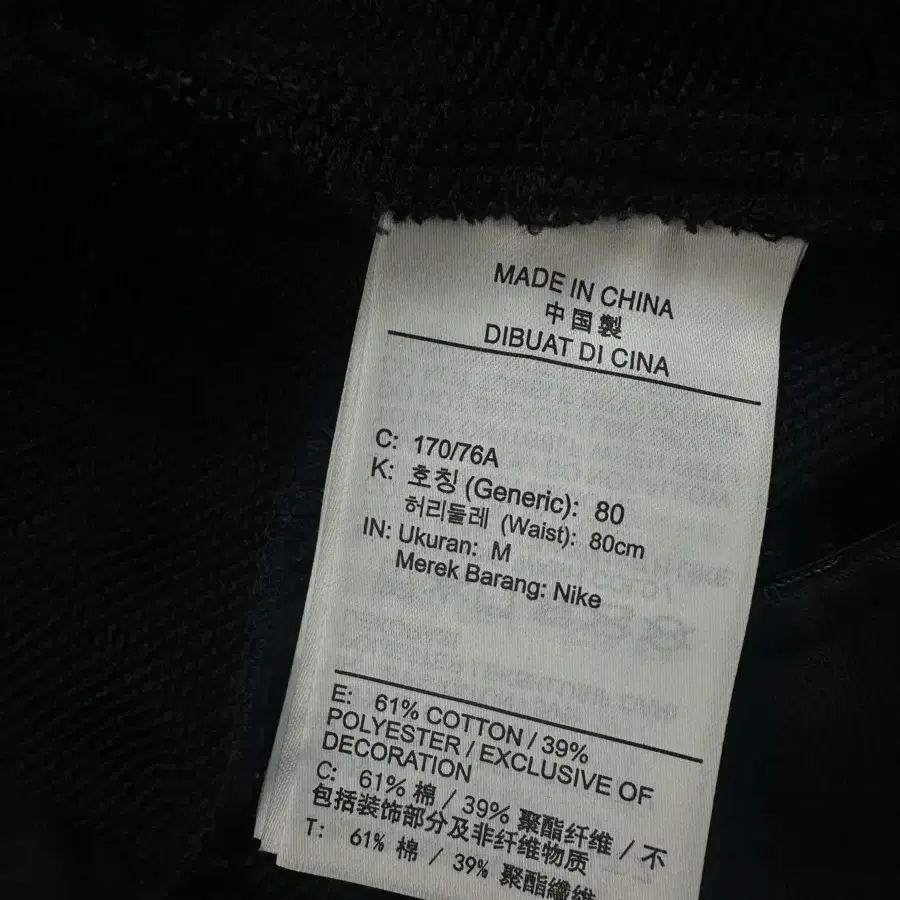 MADE IN CHINA
中国製
DIBUAT DI CINA
C: 170/76A
K: 호칭 (Generic): 80
허리둘레 (Waist): 80cm
IN: Ukuran: M
Merek Barang: Nike
E: 61% COTTON / 39%
POLYESTER / EXCLUSIVE OF
DECORATION
C: 61% 棉 / 39% 聚酯纤维 / 不
包括装饰部分及非纤维物质
T: 61% 棉 / 39% 聚酯纖維